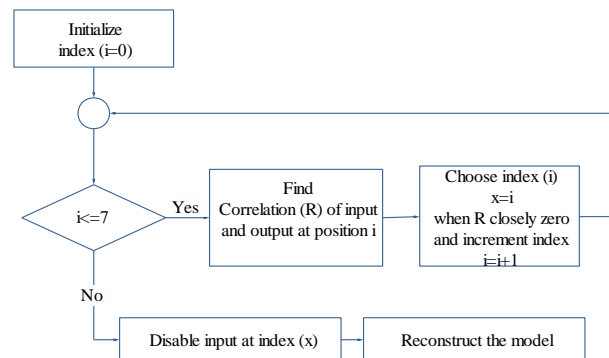 Initialize
index (i=0)
i<=7
Yes
Find
Correlation (R) of input
and output at position i
Choose index (i)
x=i
when R closely zero
and increment index
i=i+1
No
Disable input at index (x)
Reconstruct the model